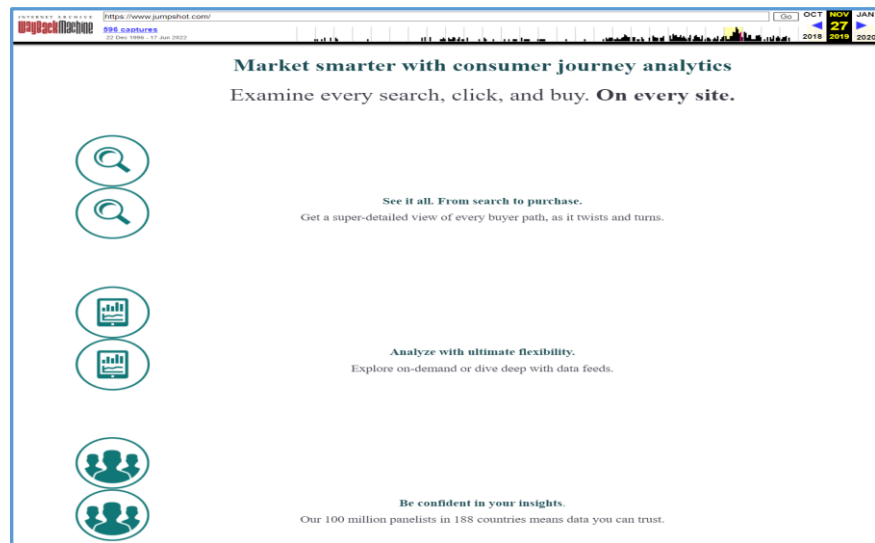 INTERNET ARCHIVE
WayBackMachine
https://www.jumpshot.com/
Go
596 captures
22 Dec 1996 - 17 Jun 2022
OCT NOV JAN
27
2018 2019 2020
Market smarter with consumer journey analytics
Examine every search, click, and buy. On every site.
See it all. From search to purchase.
Get a super-detailed view of every buyer path, as it twists and turns.
Analyze with ultimate flexibility.
Explore on-demand or dive deep with data feeds.
Be confident in your insights.
Our 100 million panelists in 188 countries means data you can trust.